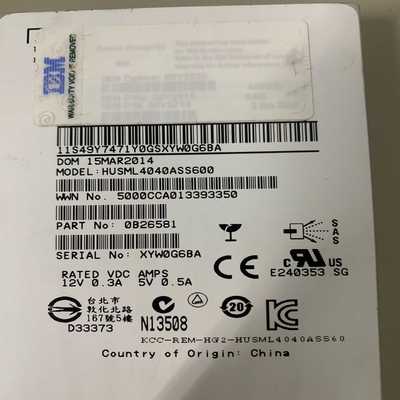 IBM
WARRANTY VOID IF REMOVED
11S49Y7471Y0GSXYW0G6BA
DOM 15MAR2014
MODEL:HUSML4040ASS600
WWN No. 5000CCA013393350
PART No: 0B26581
SERIAL No: XYW0G6BA
SAS
RATED VDC AMPS
12V 0.3A 5V 0.5A
CE
c RU US
E240353 SG
台北市
敦化北路
167號5樓
D33373
N13508
20
KCC-REM-HG2-HUSML4040ASS60
Country of Origin: China